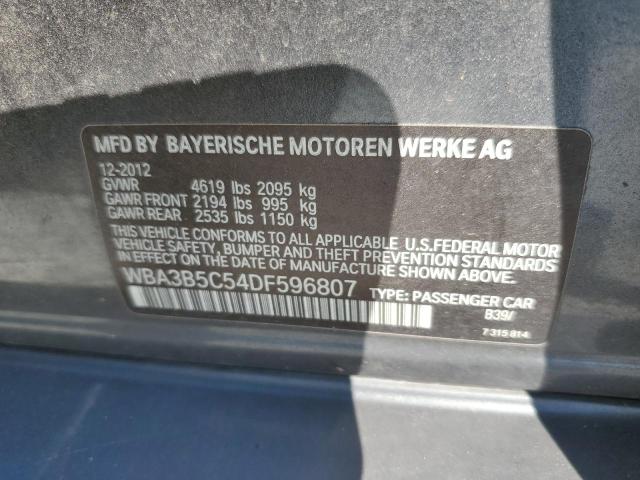 MFD BY BAYERISCHE MOTOREN WERKE AG
12-2012
GVWR 4619 lbs 2095 kg
GAWR FRONT 2194 lbs 995 kg
GAWR REAR 2535 lbs 1150 kg
THIS VEHICLE CONFORMS TO ALL APPLICABLE U.S.FEDERAL MOTOR
VEHICLE SAFETY, BUMPER AND THEFT PREVENTION STANDARDS
IN EFFECT ON THE DATE OF MANUFACTURE SHOWN ABOVE.
WBA3B5C54DF596807
TYPE: PASSENGER CAR
B39/
7 315 814